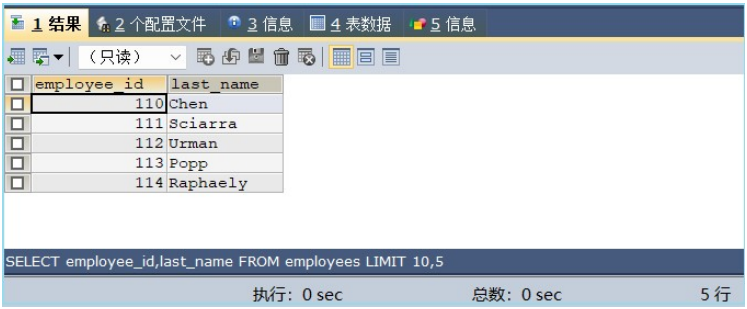 1 结果 2 个配置文件 3 信息 4 表数据 5 信息
（只读）
employee_id last_name
110 Chen
111 Sciarra
112 Urman
113 Popp
114 Raphaely
SELECT employee_id,last_name FROM employees LIMIT 10,5
执行: 0 sec 总数: 0 sec 5 行